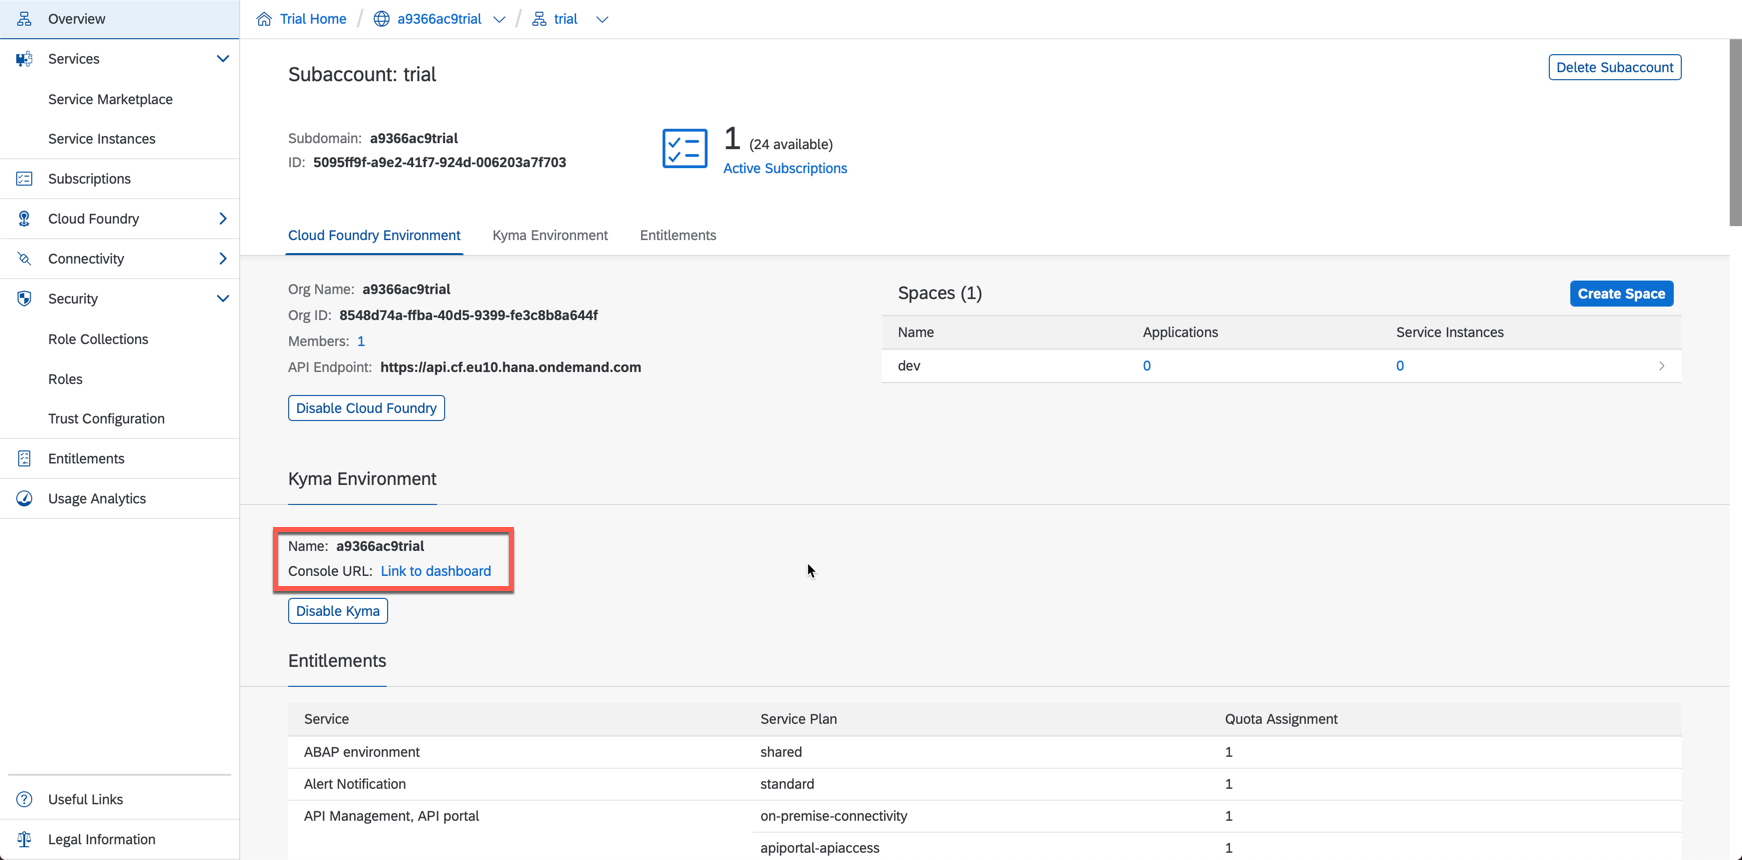 Overview
Services
Service Marketplace
Service Instances
Subscriptions
Cloud Foundry
Connectivity
Security
Role Collections
Roles
Trust Configuration
Entitlements
Usage Analytics
Useful Links
Legal Information
Trial Home / a9366ac9trial / trial
Subaccount: trial
Delete Subaccount
Subdomain: a9366ac9trial
ID: 5095ff9f-a9e2-41f7-924d-006203a7f703
1 (24 available)
Active Subscriptions
Cloud Foundry Environment Kyma Environment Entitlements
Org Name: a9366ac9trial
Org ID: 8548d74a-ffba-40d5-9399-fe3c8b8a644f
Members: 1
API Endpoint: https://api.cf.eu10.hana.ondemand.com
Disable Cloud Foundry
Spaces (1)
Create Space
Name Applications Service Instances
dev 0 0
Kyma Environment
Name: a9366ac9trial
Console URL: Link to dashboard
Disable Kyma
Entitlements
Service Service Plan Quota Assignment
ABAP environment shared 1
Alert Notification standard 1
API Management, API portal on-premise-connectivity 1
apiportal-apiaccess 1